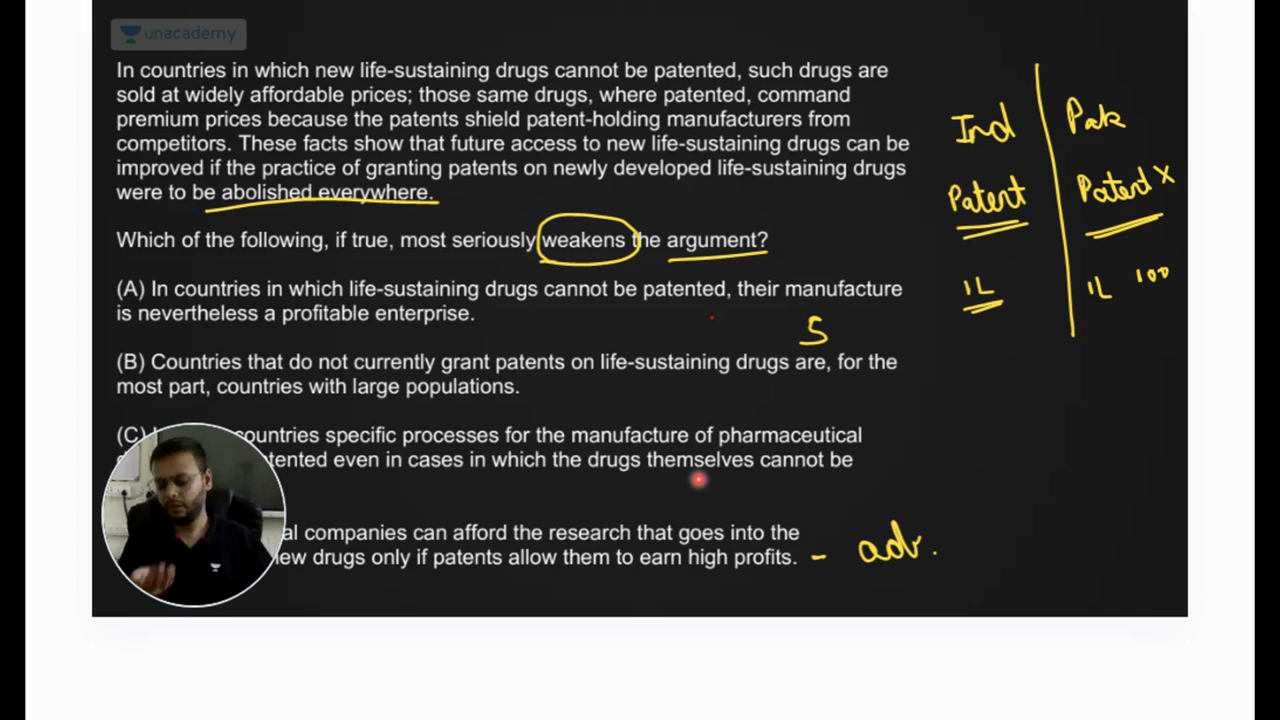 unacademy
In countries in which new life-sustaining drugs cannot be patented, such drugs are
sold at widely affordable prices; those same drugs, where patented, command
premium prices because the patents shield patent-holding manufacturers from
competitors. These facts show that future access to new life-sustaining drugs can be
improved if the practice of granting patents on newly developed life-sustaining drugs
were to be abolished everywhere.
Which of the following, if true, most seriously weakens the argument?
(A) In countries in which life-sustaining drugs cannot be patented, their manufacture
is nevertheless a profitable enterprise.
S
(B) Countries that do not currently grant patents on life-sustaining drugs are, for the
most part, countries with large populations.
(C) countries specific processes for the manufacture of pharmaceutical
tented even in cases in which the drugs themselves cannot be
al companies can afford the research that goes into the
new drugs only if patents allow them to earn high profits. - adv.
Ind Pak
Patent Patent X
1L 1L 100